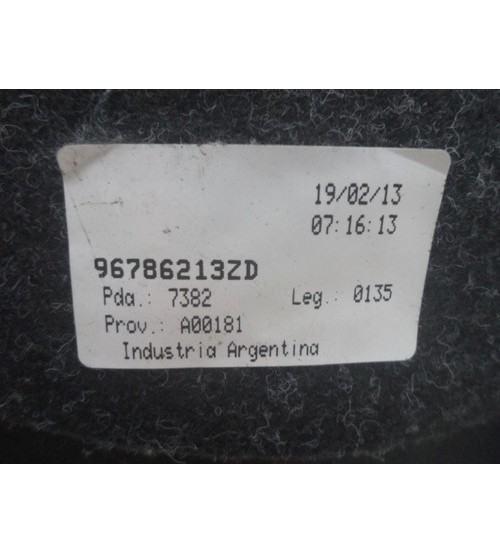 19/02/13
07:16:13
96786213ZD
Pda.: 7382 Leg.: 0135
Prov.: A00181
Industria Argentina